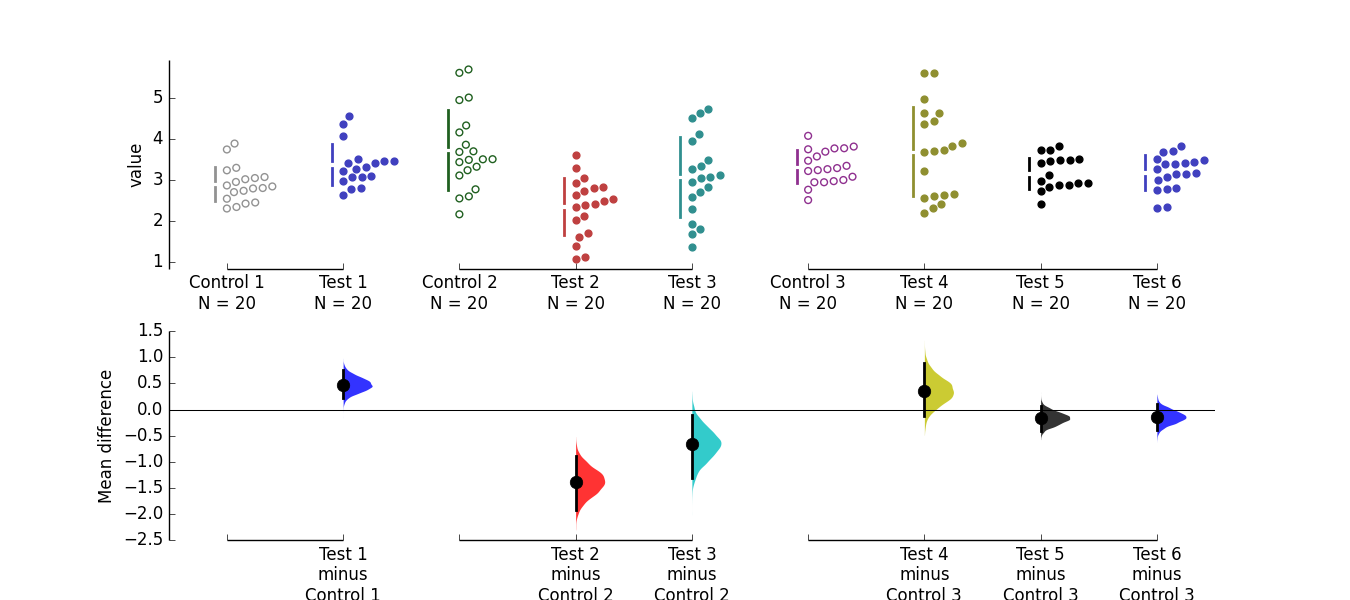 value
5
4
3
2
1
Control 1 Test 1 Control 2 Test 2 Test 3 Control 3 Test 4 Test 5 Test 6
N = 20 N = 20 N = 20 N = 20 N = 20 N = 20 N = 20 N = 20 N = 20
Mean difference
1.5
1.0
0.5
0.0
−0.5
−1.0
−1.5
−2.0
−2.5
Test 1 Test 2 Test 3 Test 4 Test 5 Test 6
minus minus minus minus minus minus
Control 1 Control 2 Control 2 Control 3 Control 3 Control 3